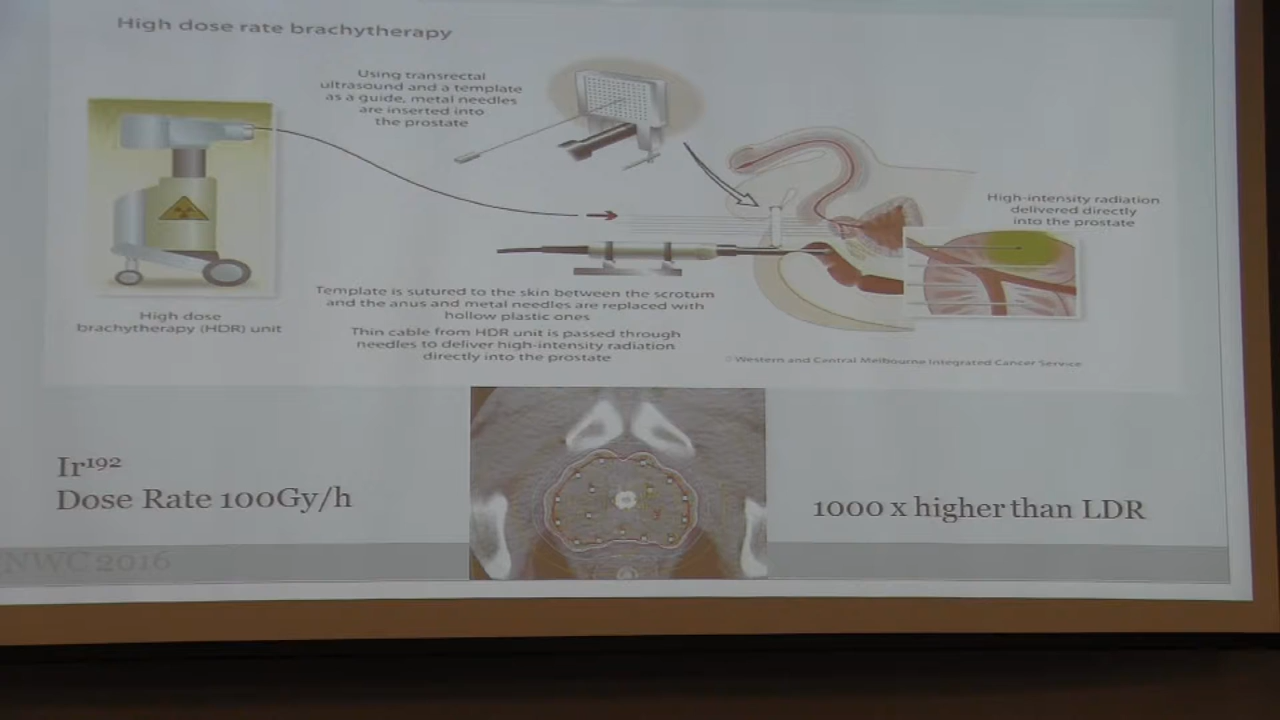 High dose rate brachytherapy
Using transrectal
ultrasound and a template
as a guide, metal needles
are inserted into
the prostate
High-intensity radiation
delivered directly
into the prostate
Template is sutured to the skin between the scrotum
and the anus and metal needles are replaced with
hollow plastic ones
High dose
brachytherapy (HDR) unit
Thin cable from HDR unit is passed through
needles to deliver high-intensity radiation
directly into the prostate
© Western and Central Melbourne Integrated Cancer Service
Ir192
Dose Rate 100Gy/h
1000 x higher than LDR
NWC 2016